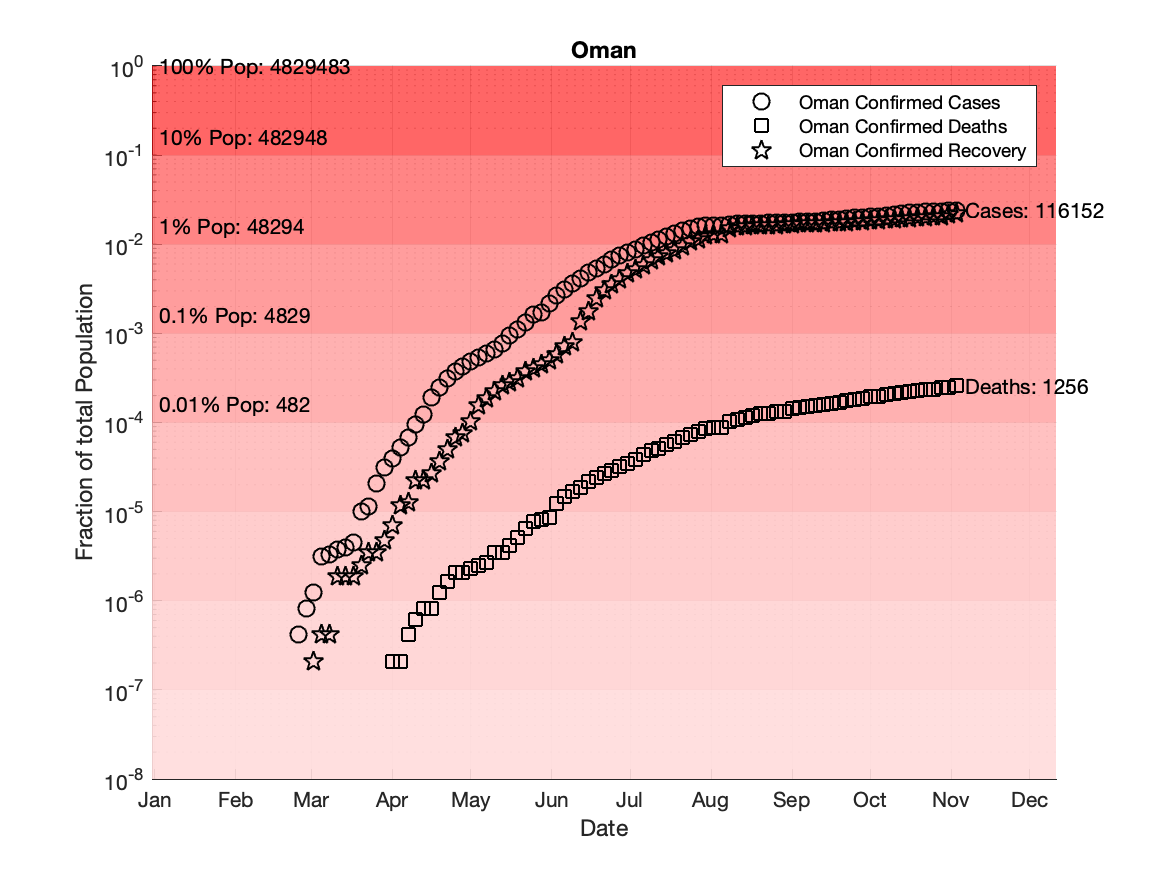 Oman
10^0
100% Pop: 4829483
Oman Confirmed Cases
Oman Confirmed Deaths
Oman Confirmed Recovery
10% Pop: 482948
10^-1
Cases: 116152
1% Pop: 48294
10^-2
0.1% Pop: 4829
10^-3
Deaths: 1256
0.01% Pop: 482
10^-4
10^-5
10^-6
10^-7
10^-8
Fraction of total Population
Jan Feb Mar Apr May Jun Jul Aug Sep Oct Nov Dec
Date